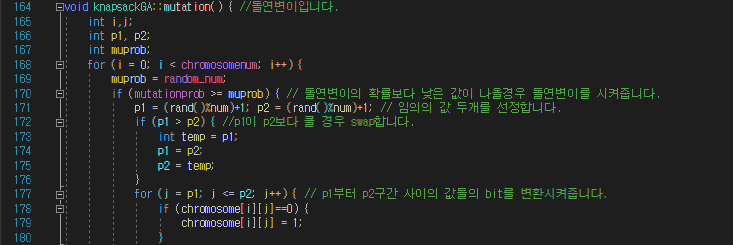 164 void knapsackGA::mutation() { //돌연변이입니다.
165 int i,j;
166 int p1, p2;
167 int muprob;
168 for (i = 0; i < chromosomenum; i++){
169 muprob = random_num;
170 if (mutationprob >= muprob) { // 돌연변이의 확률보다 낮은 값이 나올경우 돌연변이를 시켜줍니다.
171 p1 = (rand()%num)+1; p2 = (rand()%num)+1; // 임의의 값 두개를 선정합니다.
172 if (p1 > p2) { //p1이 p2보다 클 경우 swap합니다.
173 int temp = p1;
174 p1 = p2;
175 p2 = temp;
176 }
177 for (j = p1; j <= p2; j++){ // p1부터 p2구간 사이의 값들의 bit를 변환시켜줍니다.
178 if (chromosome[i][j]==0) {
179 chromosome[i][j] = 1;
180 }